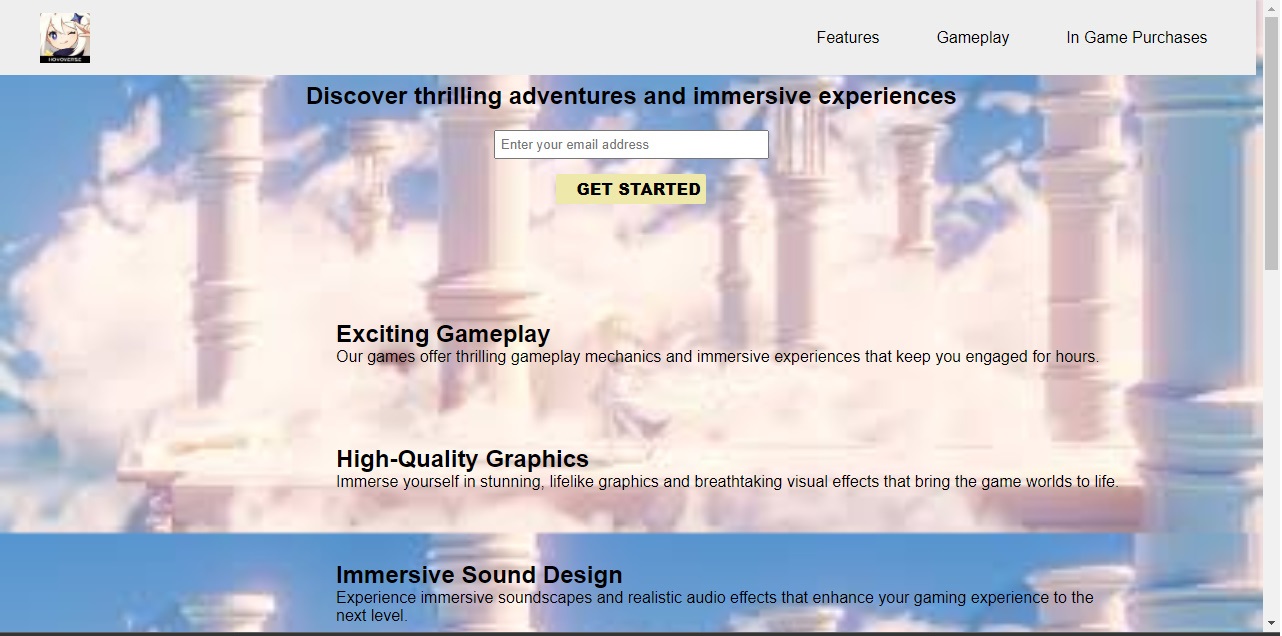 HOYOVERSE
Features
Gameplay
In Game Purchases
Discover thrilling adventures and immersive experiences
Enter your email address
GET STARTED
Exciting Gameplay
Our games offer thrilling gameplay mechanics and immersive experiences that keep you engaged for hours.
High-Quality Graphics
Immerse yourself in stunning, lifelike graphics and breathtaking visual effects that bring the game worlds to life.
Immersive Sound Design
Experience immersive soundscapes and realistic audio effects that enhance your gaming experience to the
next level.